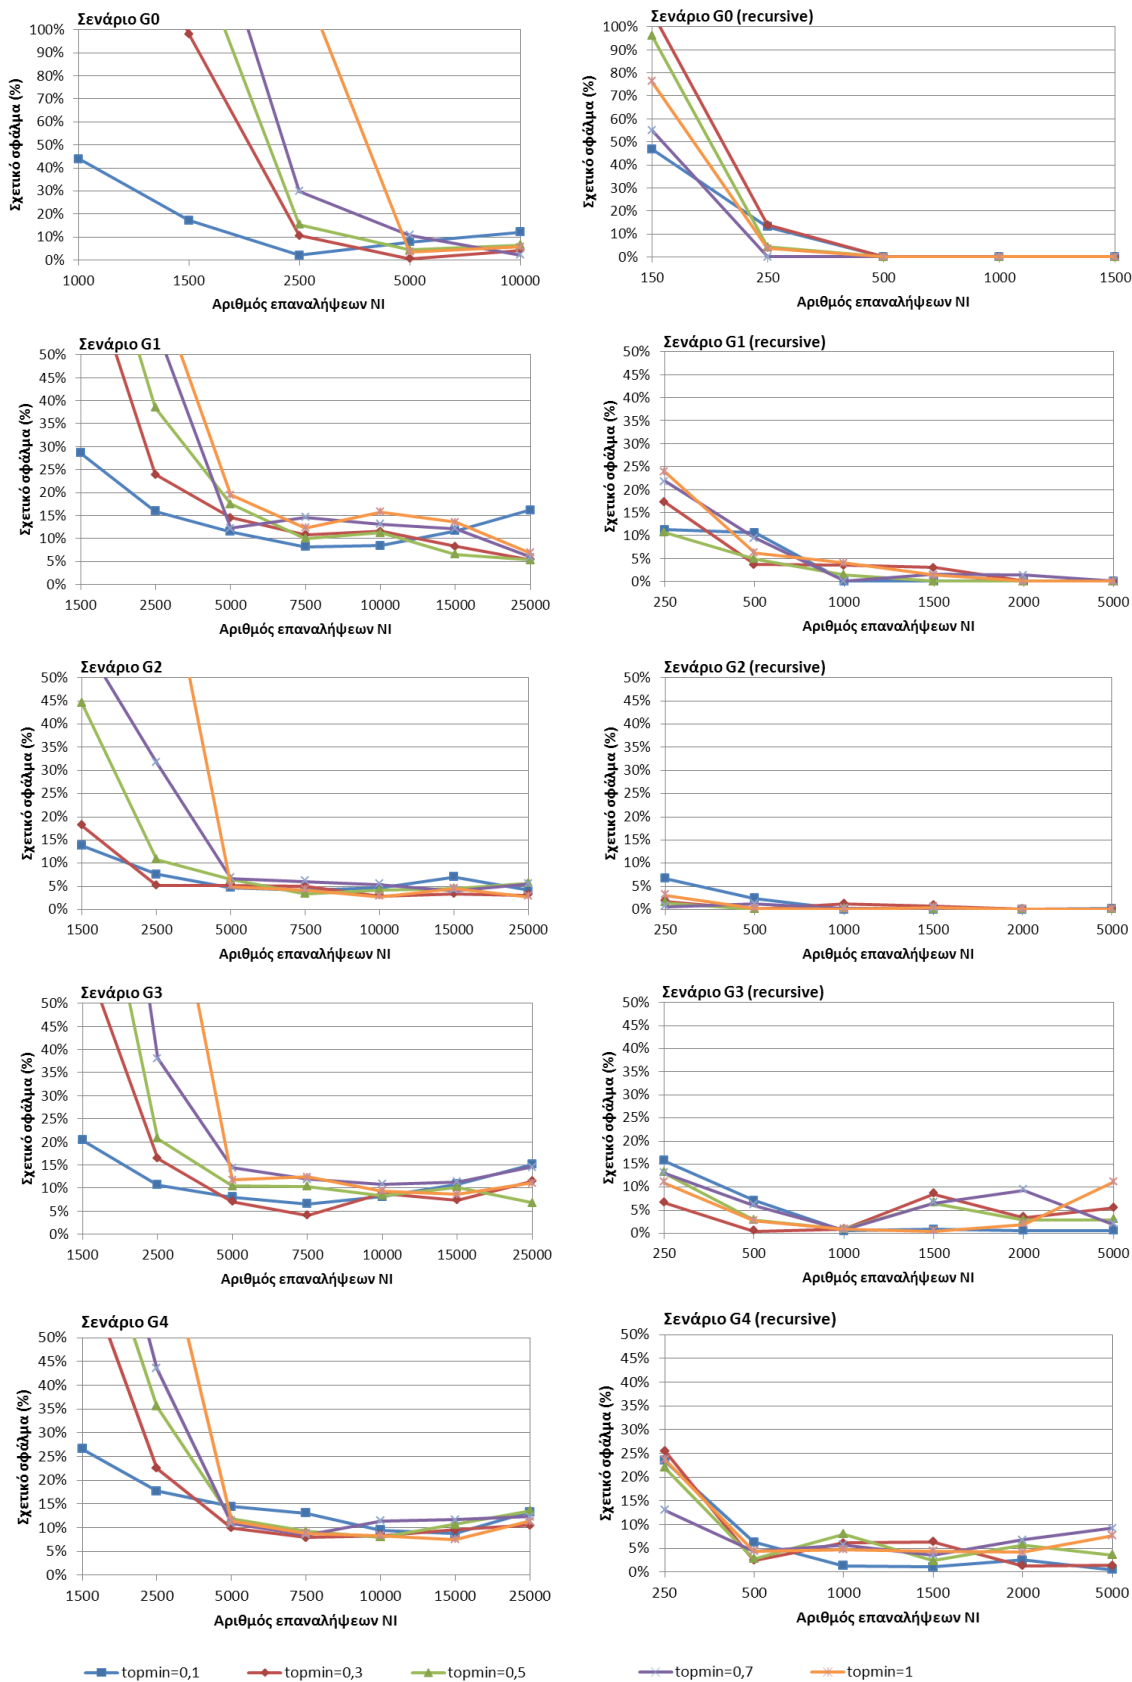 Σενάριο G0
Σχετικό σφάλμα (%)
100%
90%
80%
70%
60%
50%
40%
30%
20%
10%
0%
1000 1500 2500 5000 10000
Αριθμός επαναλήψεων NI
Σενάριο G0 (recursive)
Σχετικό σφάλμα (%)
100%
90%
80%
70%
60%
50%
40%
30%
20%
10%
0%
150 250 500 1000 1500
Αριθμός επαναλήψεων NI
Σενάριο G1
Σχετικό σφάλμα (%)
50%
45%
40%
35%
30%
25%
20%
15%
10%
5%
0%
1500 2500 5000 7500 10000 15000 25000
Αριθμός επαναλήψεων NI
Σενάριο G1 (recursive)
Σχετικό σφάλμα (%)
50%
45%
40%
35%
30%
25%
20%
15%
10%
5%
0%
250 500 1000 1500 2000 5000
Αριθμός επαναλήψεων NI
Σενάριο G2
Σχετικό σφάλμα (%)
50%
45%
40%
35%
30%
25%
20%
15%
10%
5%
0%
1500 2500 5000 7500 10000 15000 25000
Αριθμός επαναλήψεων NI
Σενάριο G2 (recursive)
Σχετικό σφάλμα (%)
50%
45%
40%
35%
30%
25%
20%
15%
10%
5%
0%
250 500 1000 1500 2000 5000
Αριθμός επαναλήψεων NI
Σενάριο G3
Σχετικό σφάλμα (%)
50%
45%
40%
35%
30%
25%
20%
15%
10%
5%
0%
1500 2500 5000 7500 10000 15000 25000
Αριθμός επαναλήψεων NI
Σενάριο G3 (recursive)
Σχετικό σφάλμα (%)
50%
45%
40%
35%
30%
25%
20%
15%
10%
5%
0%
250 500 1000 1500 2000 5000
Αριθμός επαναλήψεων NI
Σενάριο G4
Σχετικό σφάλμα (%)
50%
45%
40%
35%
30%
25%
20%
15%
10%
5%
0%
1500 2500 5000 7500 10000 15000 25000
Αριθμός επαναλήψεων NI
Σενάριο G4 (recursive)
Σχετικό σφάλμα (%)
50%
45%
40%
35%
30%
25%
20%
15%
10%
5%
0%
250 500 1000 1500 2000 5000
Αριθμός επαναλήψεων NI
topmin=0,1 topmin=0,3 topmin=0,5 topmin=0,7 topmin=1